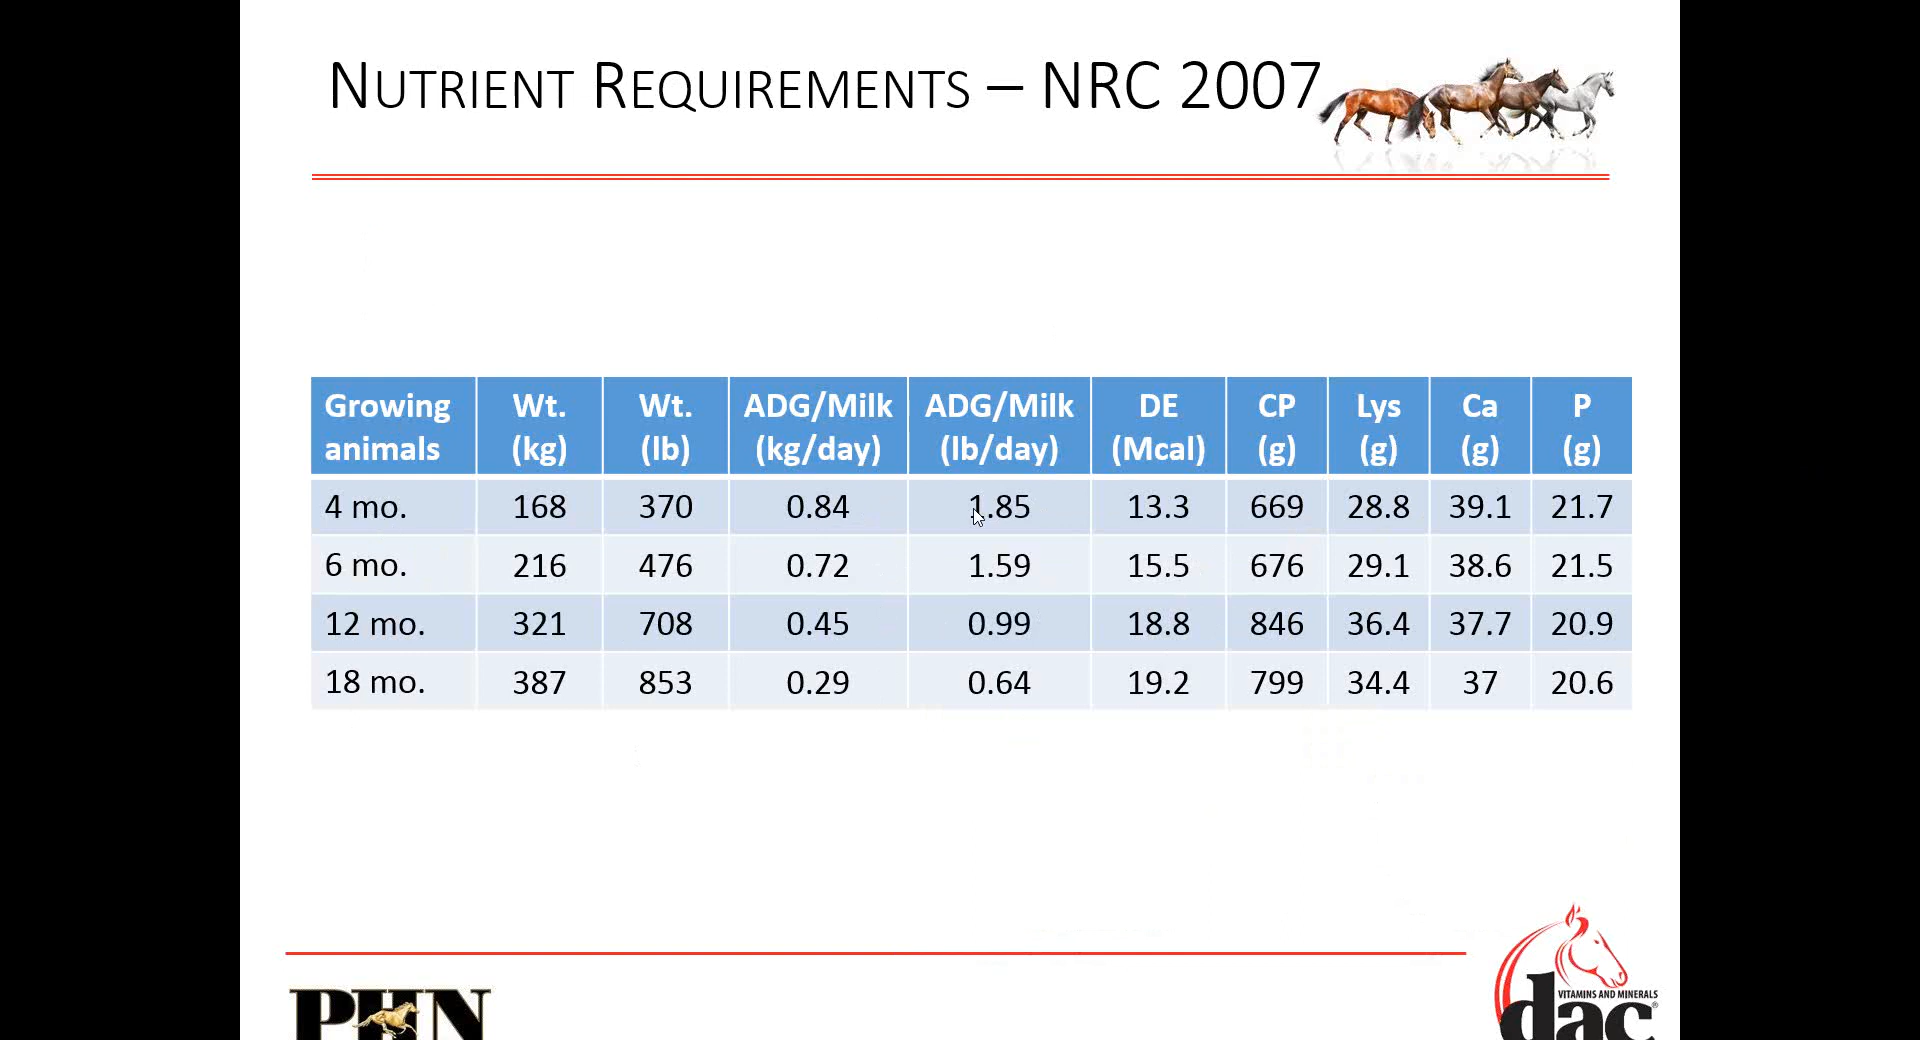 NUTRIENT REQUIREMENTS – NRC 2007
Growing animals Wt. (kg) Wt. (lb) ADG/Milk (kg/day) ADG/Milk (lb/day) DE (Mcal) CP (g) Lys (g) Ca (g) P (g)
4 mo. 168 370 0.84 1.85 13.3 669 28.8 39.1 21.7
6 mo. 216 476 0.72 1.59 15.5 676 29.1 38.6 21.5
12 mo. 321 708 0.45 0.99 18.8 846 36.4 37.7 20.9
18 mo. 387 853 0.29 0.64 19.2 799 34.4 37 20.6
PHN
VITAMINS AND MINERALS
dac®